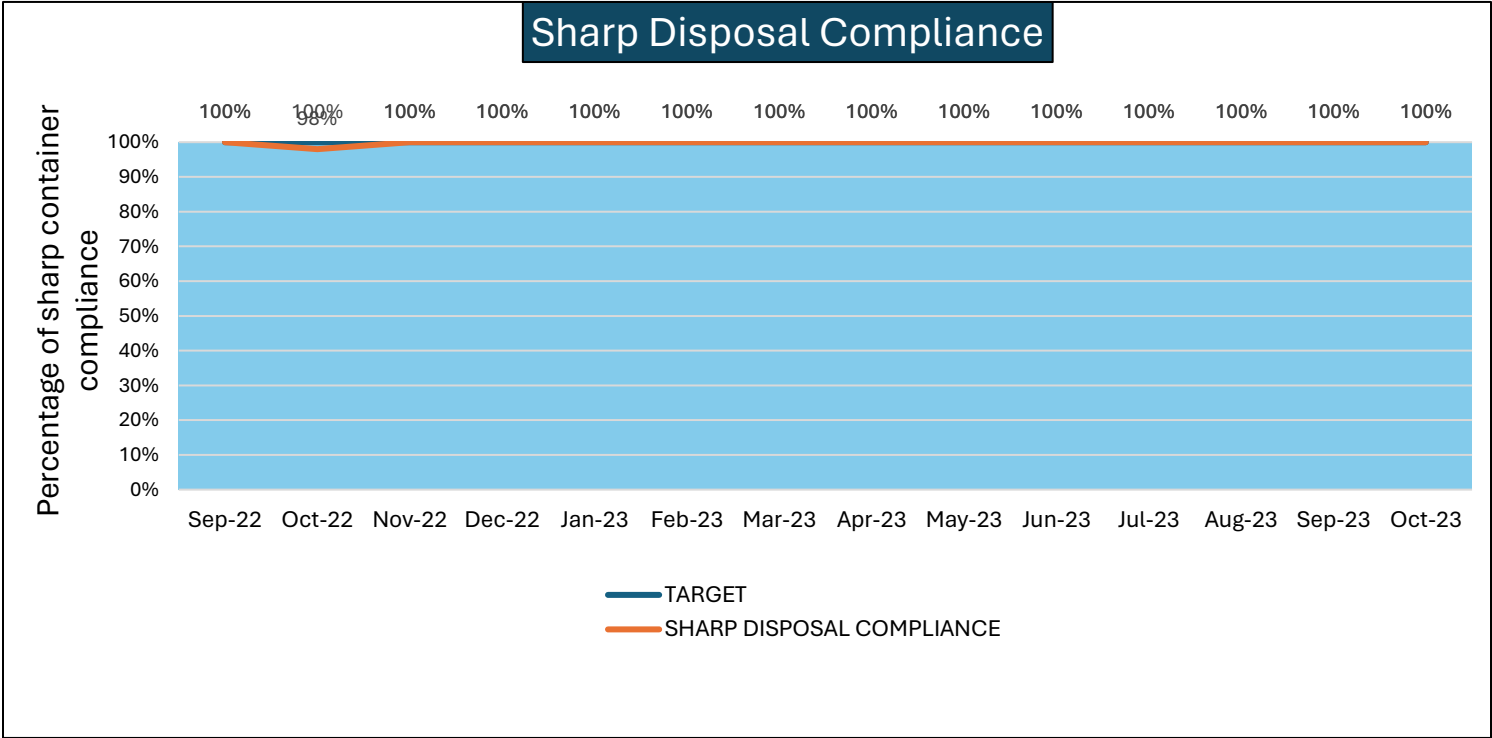 Sharp Disposal Compliance
Percentage of sharp container
compliance
100% 100% 100% 100% 100% 100% 100% 100% 100% 100% 100% 100% 100% 100%
98%
100%
90%
80%
70%
60%
50%
40%
30%
20%
10%
0%
Sep-22 Oct-22 Nov-22 Dec-22 Jan-23 Feb-23 Mar-23 Apr-23 May-23 Jun-23 Jul-23 Aug-23 Sep-23 Oct-23
TARGET
SHARP DISPOSAL COMPLIANCE